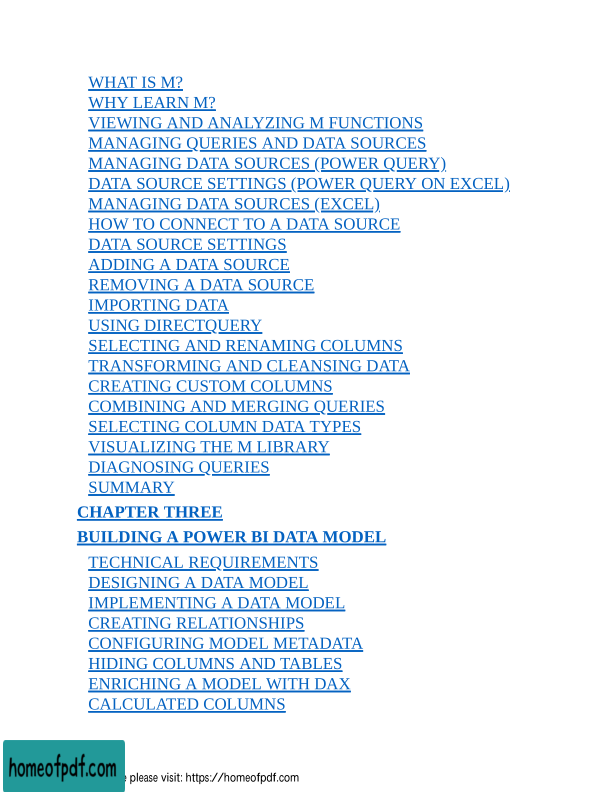 WHAT IS M?
WHY LEARN M?
VIEWING AND ANALYZING M FUNCTIONS
MANAGING QUERIES AND DATA SOURCES
MANAGING DATA SOURCES (POWER QUERY)
DATA SOURCE SETTINGS (POWER QUERY ON EXCEL)
MANAGING DATA SOURCES (EXCEL)
HOW TO CONNECT TO A DATA SOURCE
DATA SOURCE SETTINGS
ADDING A DATA SOURCE
REMOVING A DATA SOURCE
IMPORTING DATA
USING DIRECTQUERY
SELECTING AND RENAMING COLUMNS
TRANSFORMING AND CLEANSING DATA
CREATING CUSTOM COLUMNS
COMBINING AND MERGING QUERIES
SELECTING COLUMN DATA TYPES
VISUALIZING THE M LIBRARY
DIAGNOSING QUERIES
SUMMARY
CHAPTER THREE
BUILDING A POWER BI DATA MODEL
TECHNICAL REQUIREMENTS
DESIGNING A DATA MODEL
IMPLEMENTING A DATA MODEL
CREATING RELATIONSHIPS
CONFIGURING MODEL METADATA
HIDING COLUMNS AND TABLES
ENRICHING A MODEL WITH DAX
CALCULATED COLUMNS
homeofpdf.com
please visit: https://homeofpdf.com